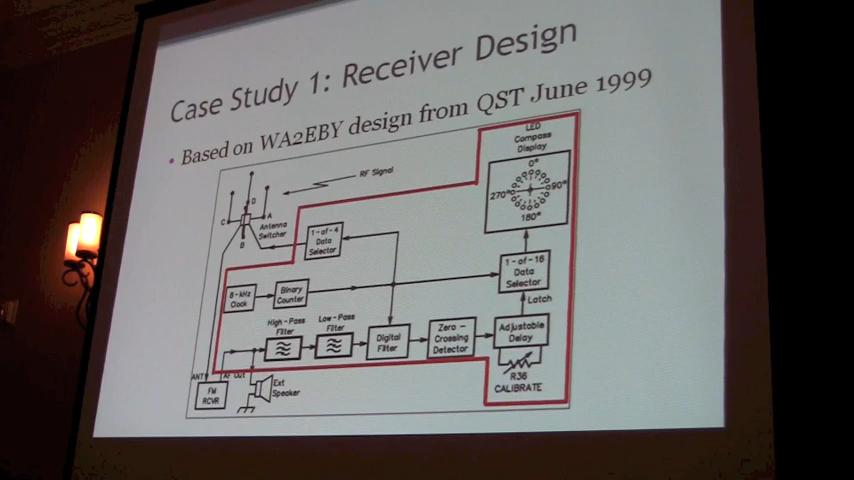 Case Study 1: Receiver Design
• Based on WA2EBY design from QST June 1999
LED
Compass
Display
0°
270°
90°
180°
RF Signal
D
C
A
B
Antenna
Switcher
1-of-4
Data
Selector
1-of-16
Data
Selector
8-kHz
Clock
Binary
Counter
Latch
High-Pass
Filter
Low-Pass
Filter
Digital
Filter
Zero-
Crossing
Detector
Adjustable
Delay
R36
CALIBRATE
ANT
AF Out
FM
RCVR
Ext
Speaker